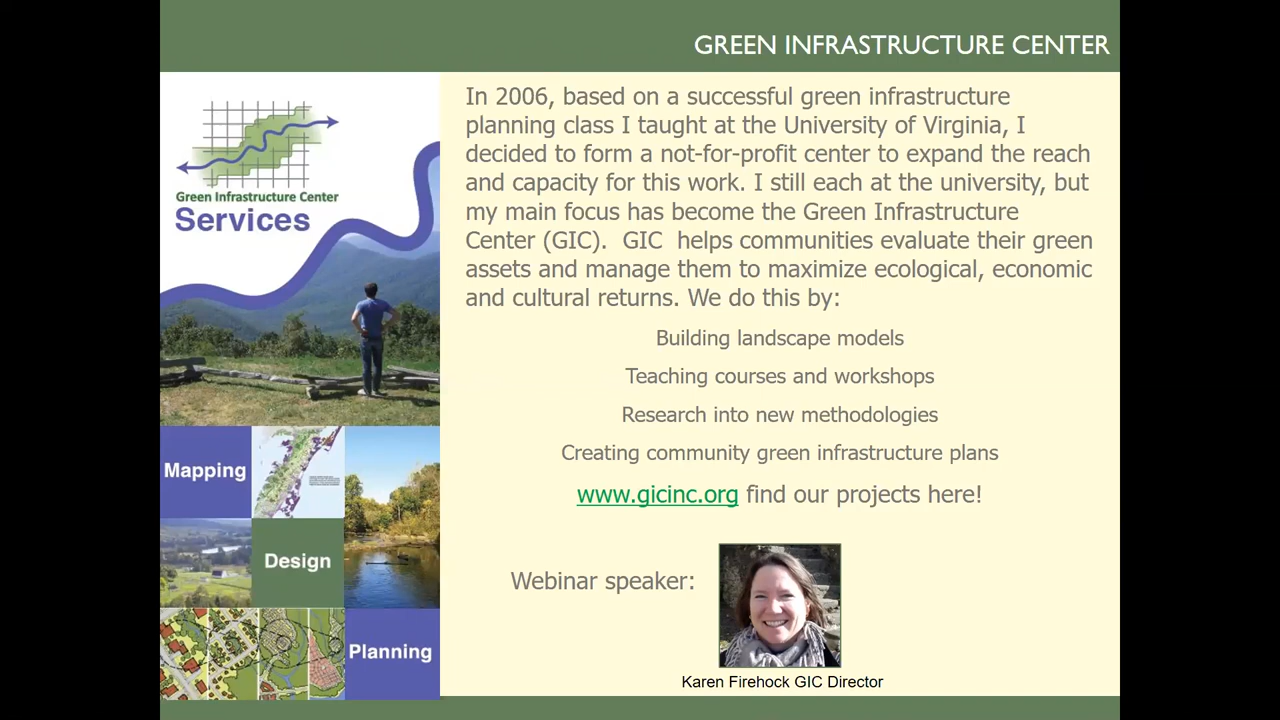 GREEN INFRASTRUCTURE CENTER
Green Infrastructure Center
Services
Mapping
Design
Planning
In 2006, based on a successful green infrastructure
planning class I taught at the University of Virginia, I
decided to form a not-for-profit center to expand the reach
and capacity for this work. I still each at the university, but
my main focus has become the Green Infrastructure
Center (GIC).  GIC  helps communities evaluate their green
assets and manage them to maximize ecological, economic
and cultural returns. We do this by:
Building landscape models
Teaching courses and workshops
Research into new methodologies
Creating community green infrastructure plans
www.gicinc.org find our projects here!
Webinar speaker:
Karen Firehock GIC Director